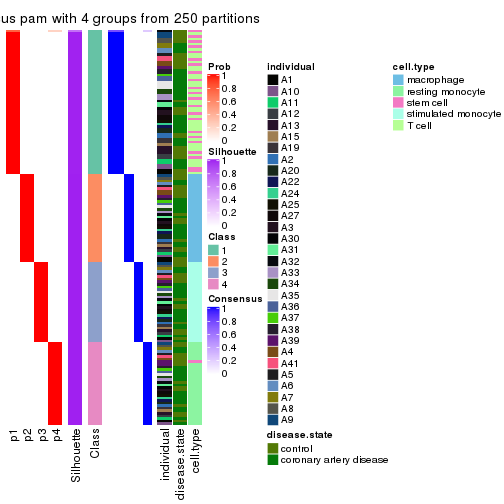 us pam with 4 groups from 250 partitions
p1
p2
p3
p4
Silhouette
Class
individual
disease.state
cell.type
Prob
1
0.8
0.6
0.4
0.2
0
Silhouette
1
0.8
0.6
0.4
0.2
0
Class
1
2
3
4
Consensus
1
0.8
0.6
0.4
0.2
0
individual
A1
A10
A11
A12
A13
A15
A19
A2
A20
A22
A24
A25
A27
A3
A30
A31
A32
A33
A34
A35
A36
A37
A38
A39
A4
A41
A5
A6
A7
A8
A9
disease.state
control
coronary artery disease
cell.type
macrophage
resting monocyte
stem cell
stimulated monocyte
T cell